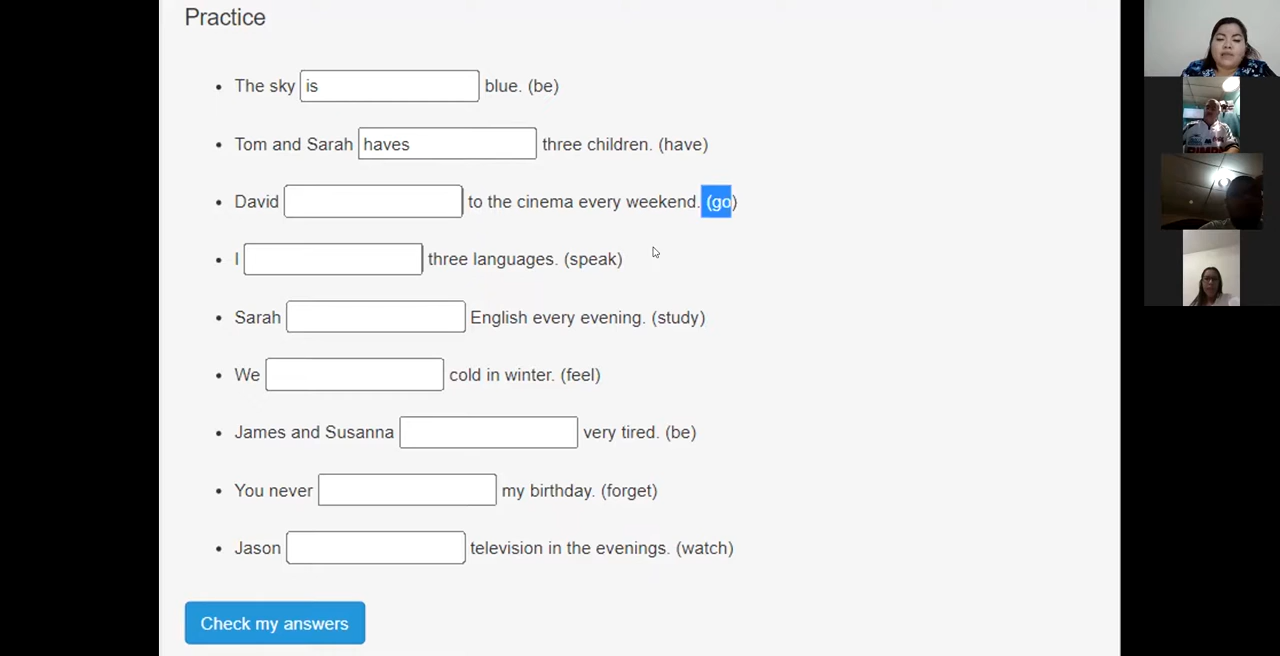 Practice
The sky is blue. (be)
Tom and Sarah haves three children. (have)
David to the cinema every weekend. (go)
I three languages. (speak)
Sarah English every evening. (study)
We cold in winter. (feel)
James and Susanna very tired. (be)
You never my birthday. (forget)
Jason television in the evenings. (watch)
Check my answers